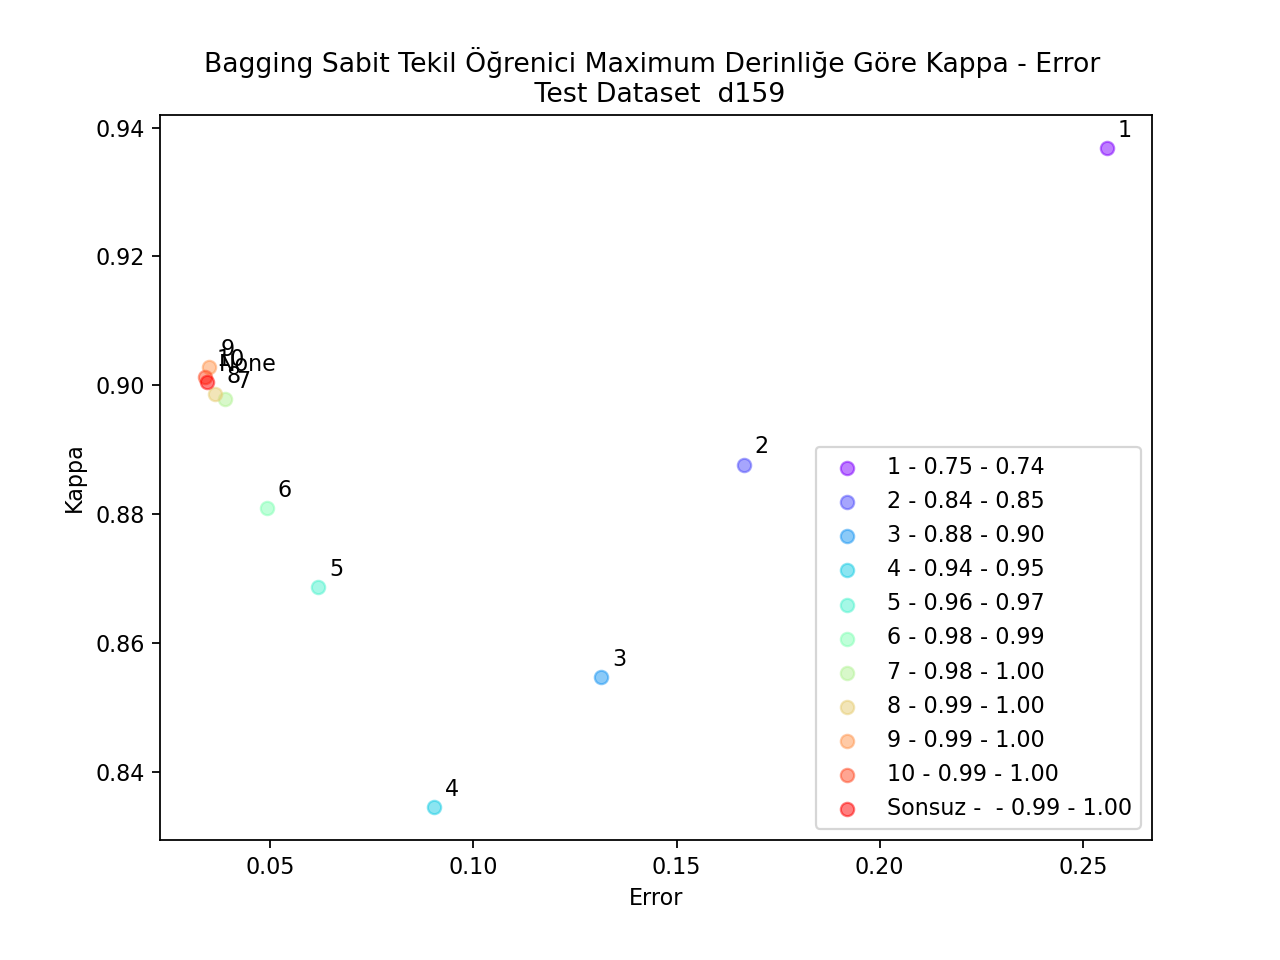 Bagging Sabit Tekil Öğrenici Maximum Derinliğe Göre Kappa - Error
Test Dataset  d159
0.94
0.92
0.90
0.88
0.86
0.84
Kappa
1
9
10
None
8
7
2
6
5
3
4
1 - 0.75 - 0.74
2 - 0.84 - 0.85
3 - 0.88 - 0.90
4 - 0.94 - 0.95
5 - 0.96 - 0.97
6 - 0.98 - 0.99
7 - 0.98 - 1.00
8 - 0.99 - 1.00
9 - 0.99 - 1.00
10 - 0.99 - 1.00
Sonsuz -  - 0.99 - 1.00
0.05 0.10 0.15 0.20 0.25
Error